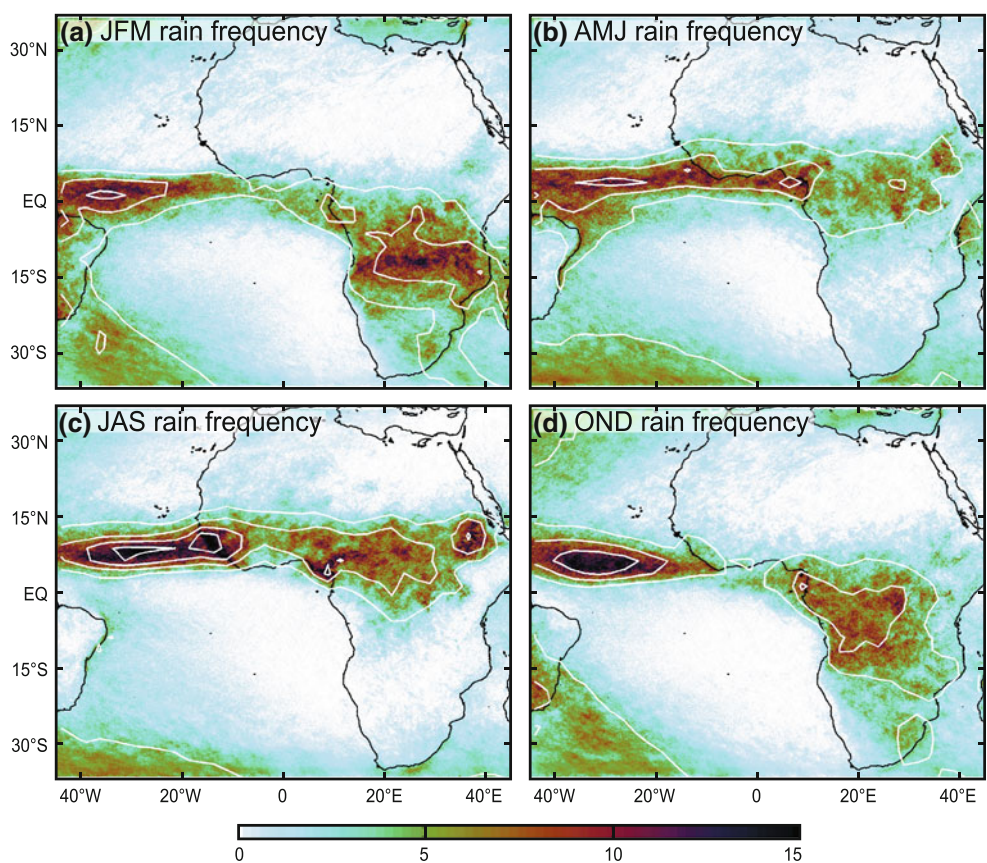 (a) JFM rain frequency
(b) AMJ rain frequency
30°N
15°N
EQ
15°S
30°S
(c) JAS rain frequency
(d) OND rain frequency
30°N
15°N
EQ
15°S
30°S
40°W 20°W 0 20°E 40°E
40°W 20°W 0 20°E 40°E
0 5 10 15